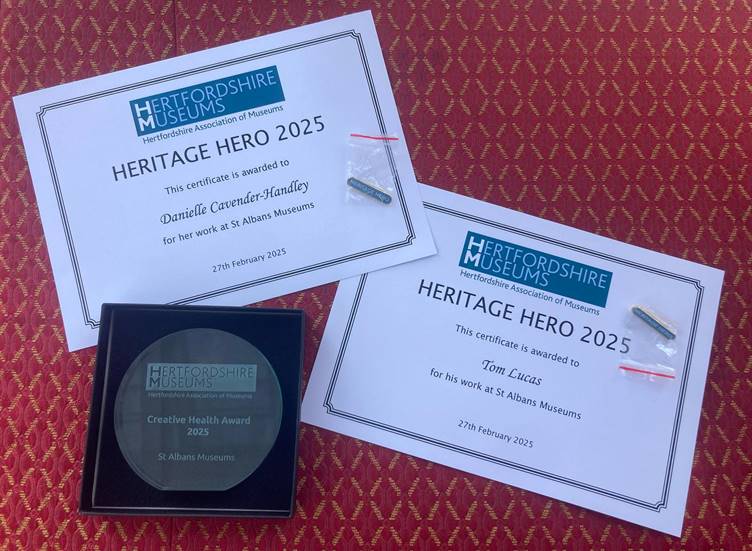 HERTFORDSHIRE
MUSEUMS
Hertfordshire Association of Museums
HERITAGE HERO 2025
This certificate is awarded to
Danielle Cavender-Handley
for her work at St Albans Museums
27th February 2025
HERITAGE HERO
HERTFORDSHIRE
MUSEUMS
Hertfordshire Association of Museums
HERITAGE HERO 2025
This certificate is awarded to
Tom Lucas
for his work at St Albans Museums
27th February 2025
HERTFORDSHIRE
MUSEUMS
Hertfordshire Association of Museums
Creative Health Award
2025
St Albans Museums